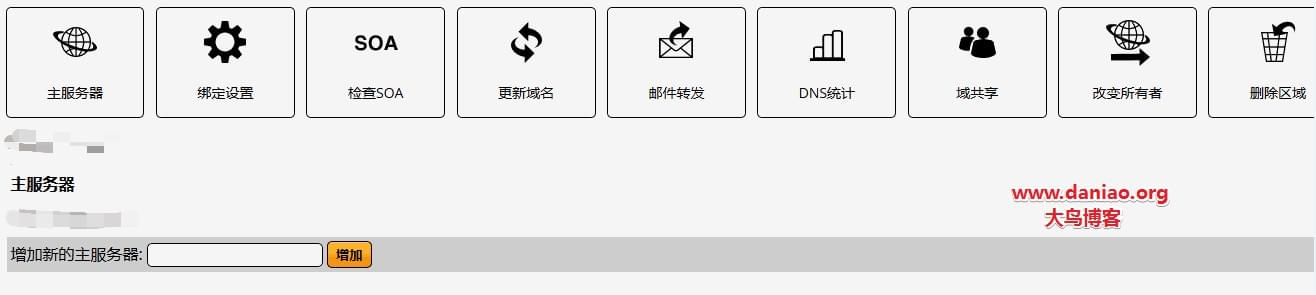 SOA
主服务器
绑定设置
检查SOA
更新域名
邮件转发
DNS统计
域共享
改变所有者
删除区域
主服务器
www.daniao.org
大鸟博客
增加新的主服务器:
增加